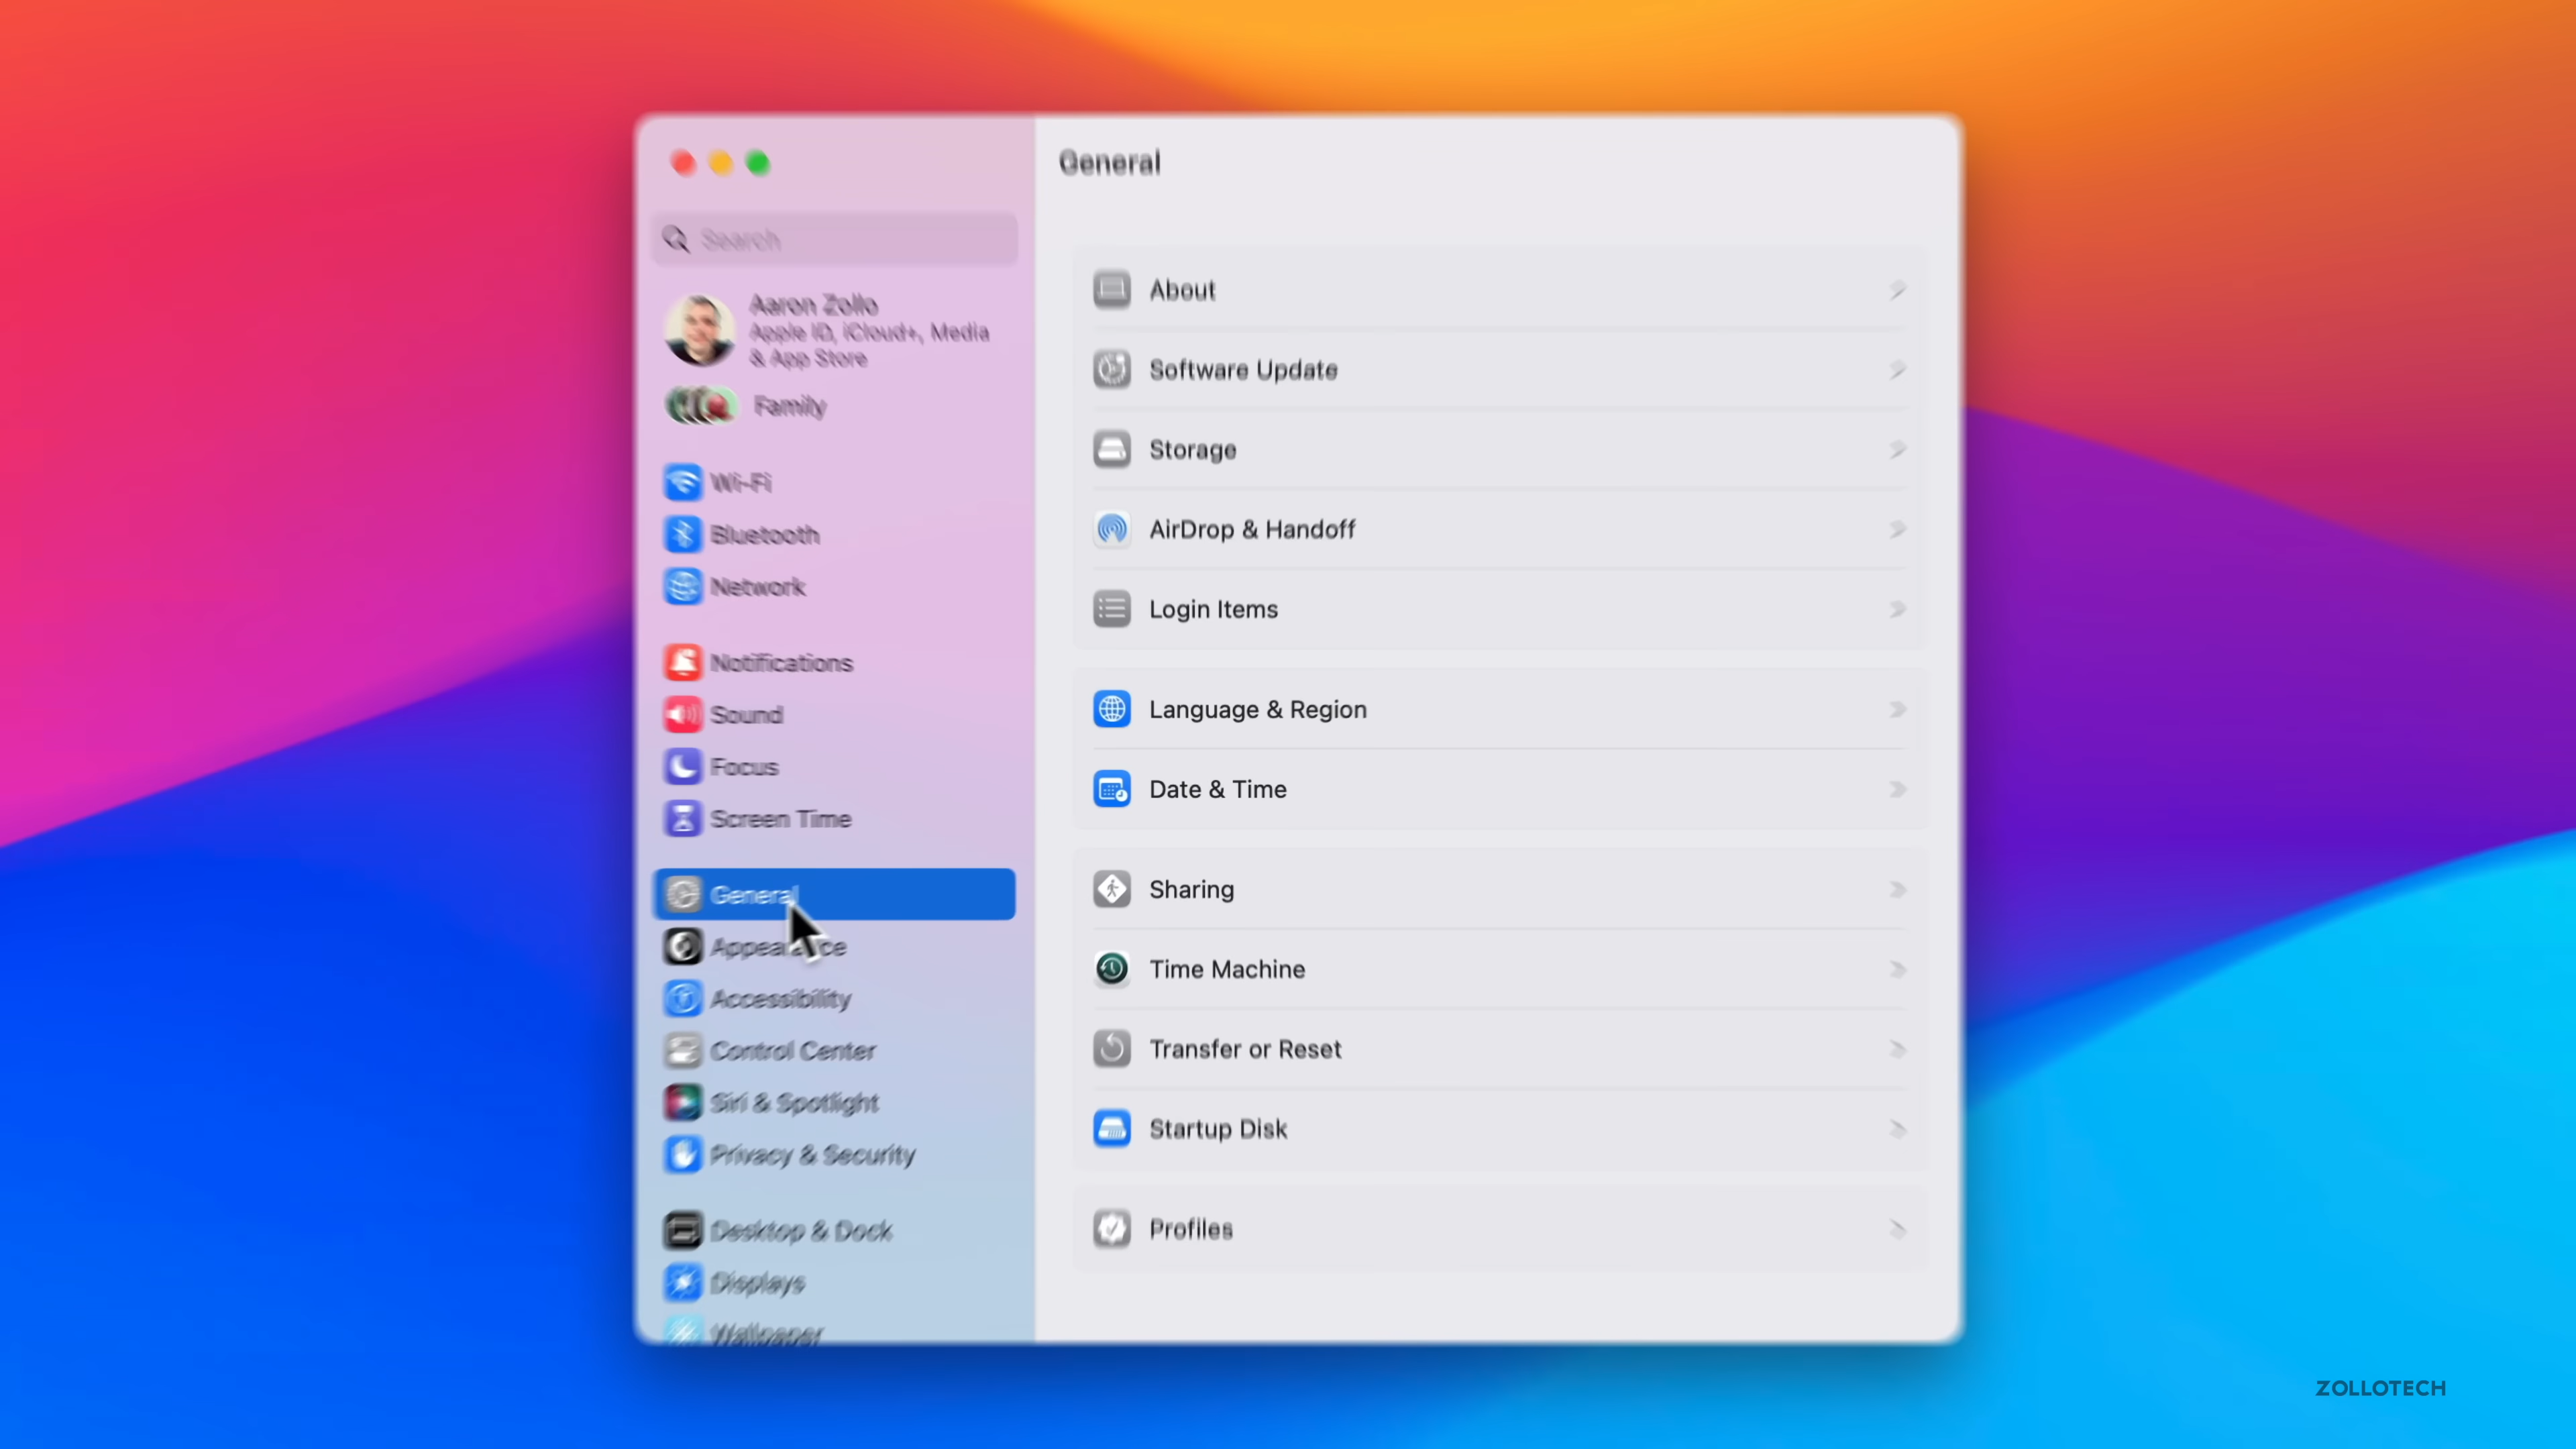 General
Search
Aaron Zollo
Apple ID, iCloud+, Media
& App Store
Family
Wi-Fi
Bluetooth
Network
Notifications
Sound
Focus
Screen Time
General
Appearance
Accessibility
Control Center
Siri & Spotlight
Privacy & Security
Desktop & Dock
Displays
Wallpaper
About
Software Update
Storage
AirDrop & Handoff
Login Items
Language & Region
Date & Time
Sharing
Time Machine
Transfer or Reset
Startup Disk
Profiles
ZOLLOTECH